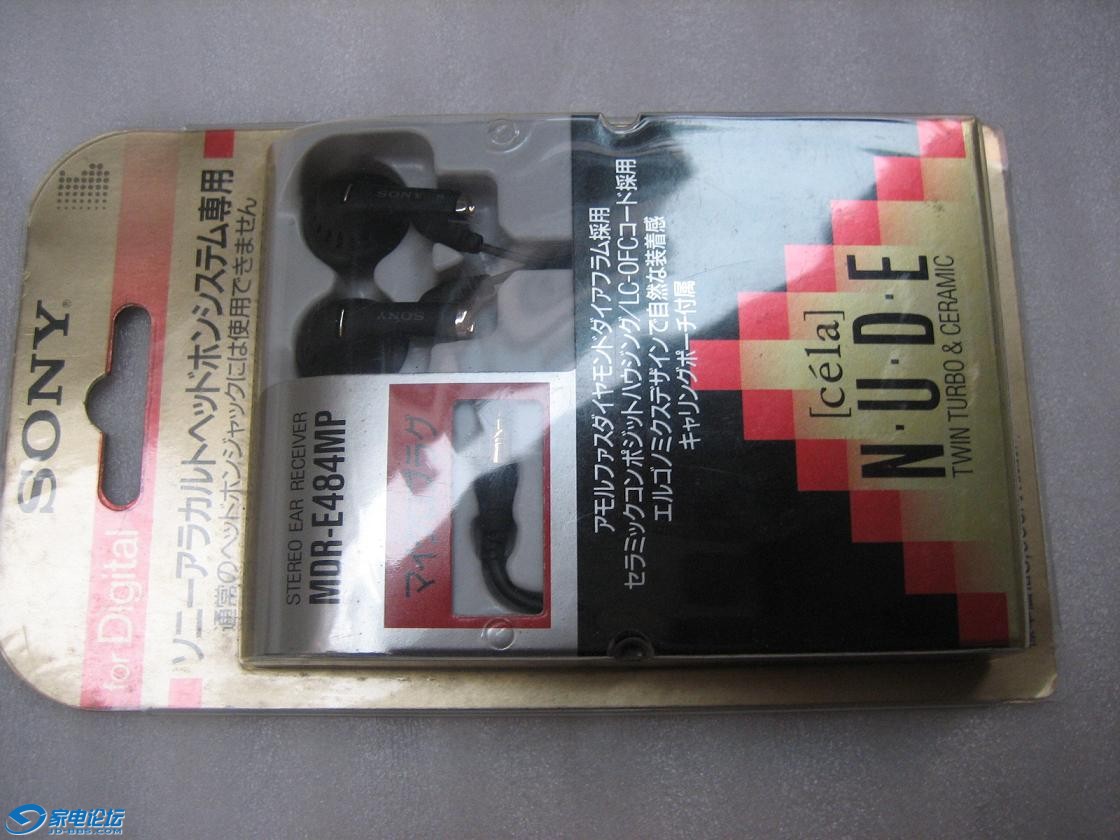 SONY®
for Digital
ソニーアラカルトヘッドホンシステム専用
通常のヘッドホンジャックには使用できません
SONY
SONY
STEREO EAR RECEIVER
MDR-E484MP
マイクロプラグ
アモルファスダイヤモンドダイアフラム採用
セラミックコンポジットハウジング/LC-OFCコード採用
エルゴノミクスデザインで自然な装着感
キャリングポーチ付属
[céla]
N·U·D·E
TWIN TURBO & CERAMIC
家电论坛
JD-BBS.COM